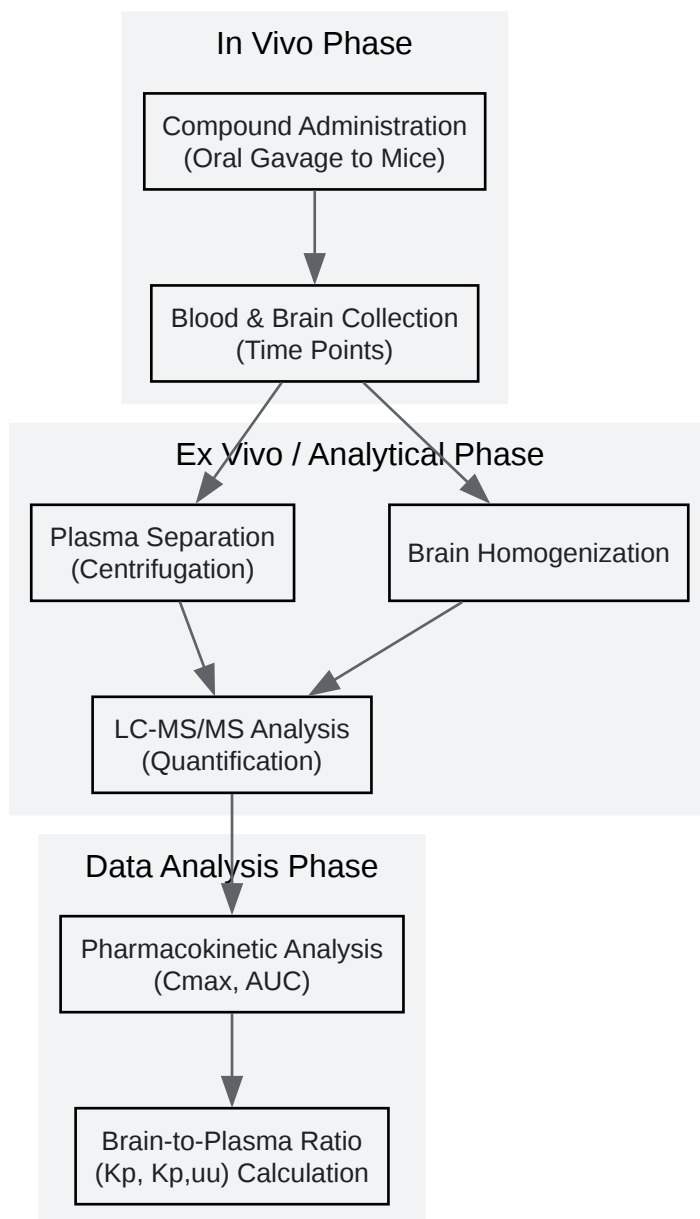 In Vivo Phase
Compound Administration
(Oral Gavage to Mice)
Blood & Brain Collection
(Time Points)
Ex Vivo / Analytical Phase
Plasma Separation
(Centrifugation)
Brain Homogenization
LC-MS/MS Analysis
(Quantification)
Data Analysis Phase
Pharmacokinetic Analysis
(Cmax, AUC)
Brain-to-Plasma Ratio
(Kp, Kp,uu) Calculation